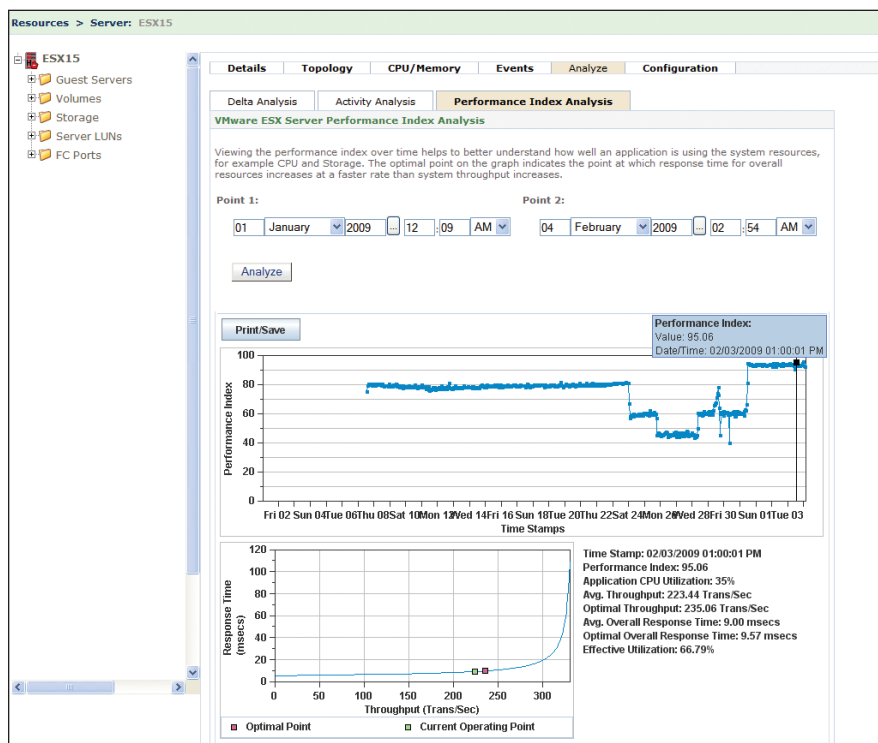 Resources > Server: ESX15
ESX15
Guest Servers
Volumes
Storage
Server LUNs
FC Ports
Details Topology CPU/Memory Events Analyze Configuration
Delta Analysis Activity Analysis Performance Index Analysis
VMware ESX Server Performance Index Analysis
Viewing the performance index over time helps to better understand how well an application is using the system resources,
for example CPU and Storage. The optimal point on the graph indicates the point at which response time for overall
resources increases at a faster rate than system throughput increases.
Point 1: Point 2:
01 January 2009 ... 12 :09 AM 04 February 2009 ... 02 :54 AM
Analyze
Print/Save
Performance Index:
Value: 95.06
Date/Time: 02/03/2009 01:00:01 PM
Performance Index
100
80
60
40
20
0
Fri 02 Sun 04 Tue 06 Thu 08 Sat 10 Mon 12 Wed 14 Fri 16 Sun 18 Tue 20 Thu 22 Sat 24 Mon 26 Wed 28 Fri 30 Sun 01 Tue 03
Time Stamps
Response Time
(msecs)
120
100
80
60
40
20
0
0 50 100 150 200 250 300
Throughput (Trans/Sec)
Optimal Point Current Operating Point
Time Stamp: 02/03/2009 01:00:01 PM
Performance Index: 95.06
Application CPU Utilization: 35%
Avg. Throughput: 223.44 Trans/Sec
Optimal Throughput: 235.06 Trans/Sec
Avg. Overall Response Time: 9.00 msecs
Optimal Overall Response Time: 9.57 msecs
Effective Utilization: 66.79%